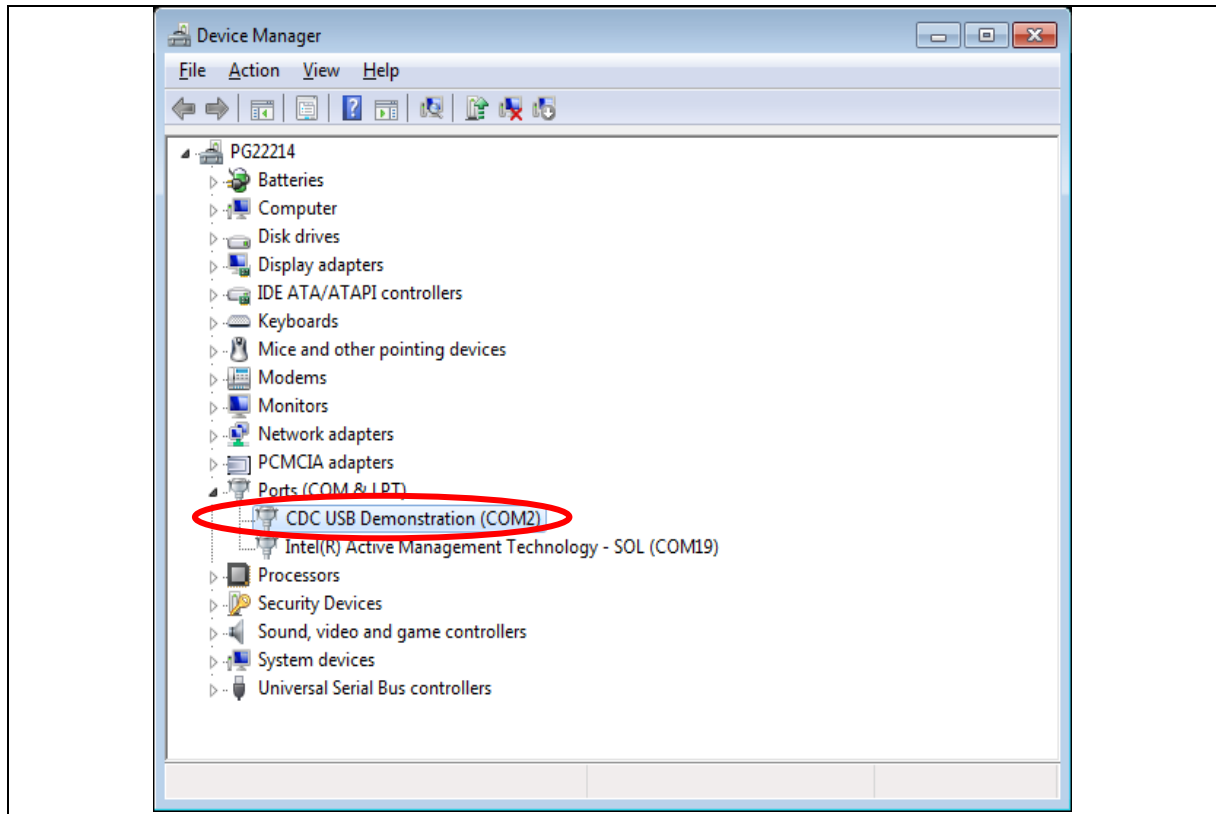 Device Manager
File Action View Help
PG22214
Batteries
Computer
Disk drives
Display adapters
IDE ATA/ATAPI controllers
Keyboards
Mice and other pointing devices
Modems
Monitors
Network adapters
PCMCIA adapters
Ports (COM & LPT)
CDC USB Demonstration (COM2)
Intel(R) Active Management Technology - SOL (COM19)
Processors
Security Devices
Sound, video and game controllers
System devices
Universal Serial Bus controllers